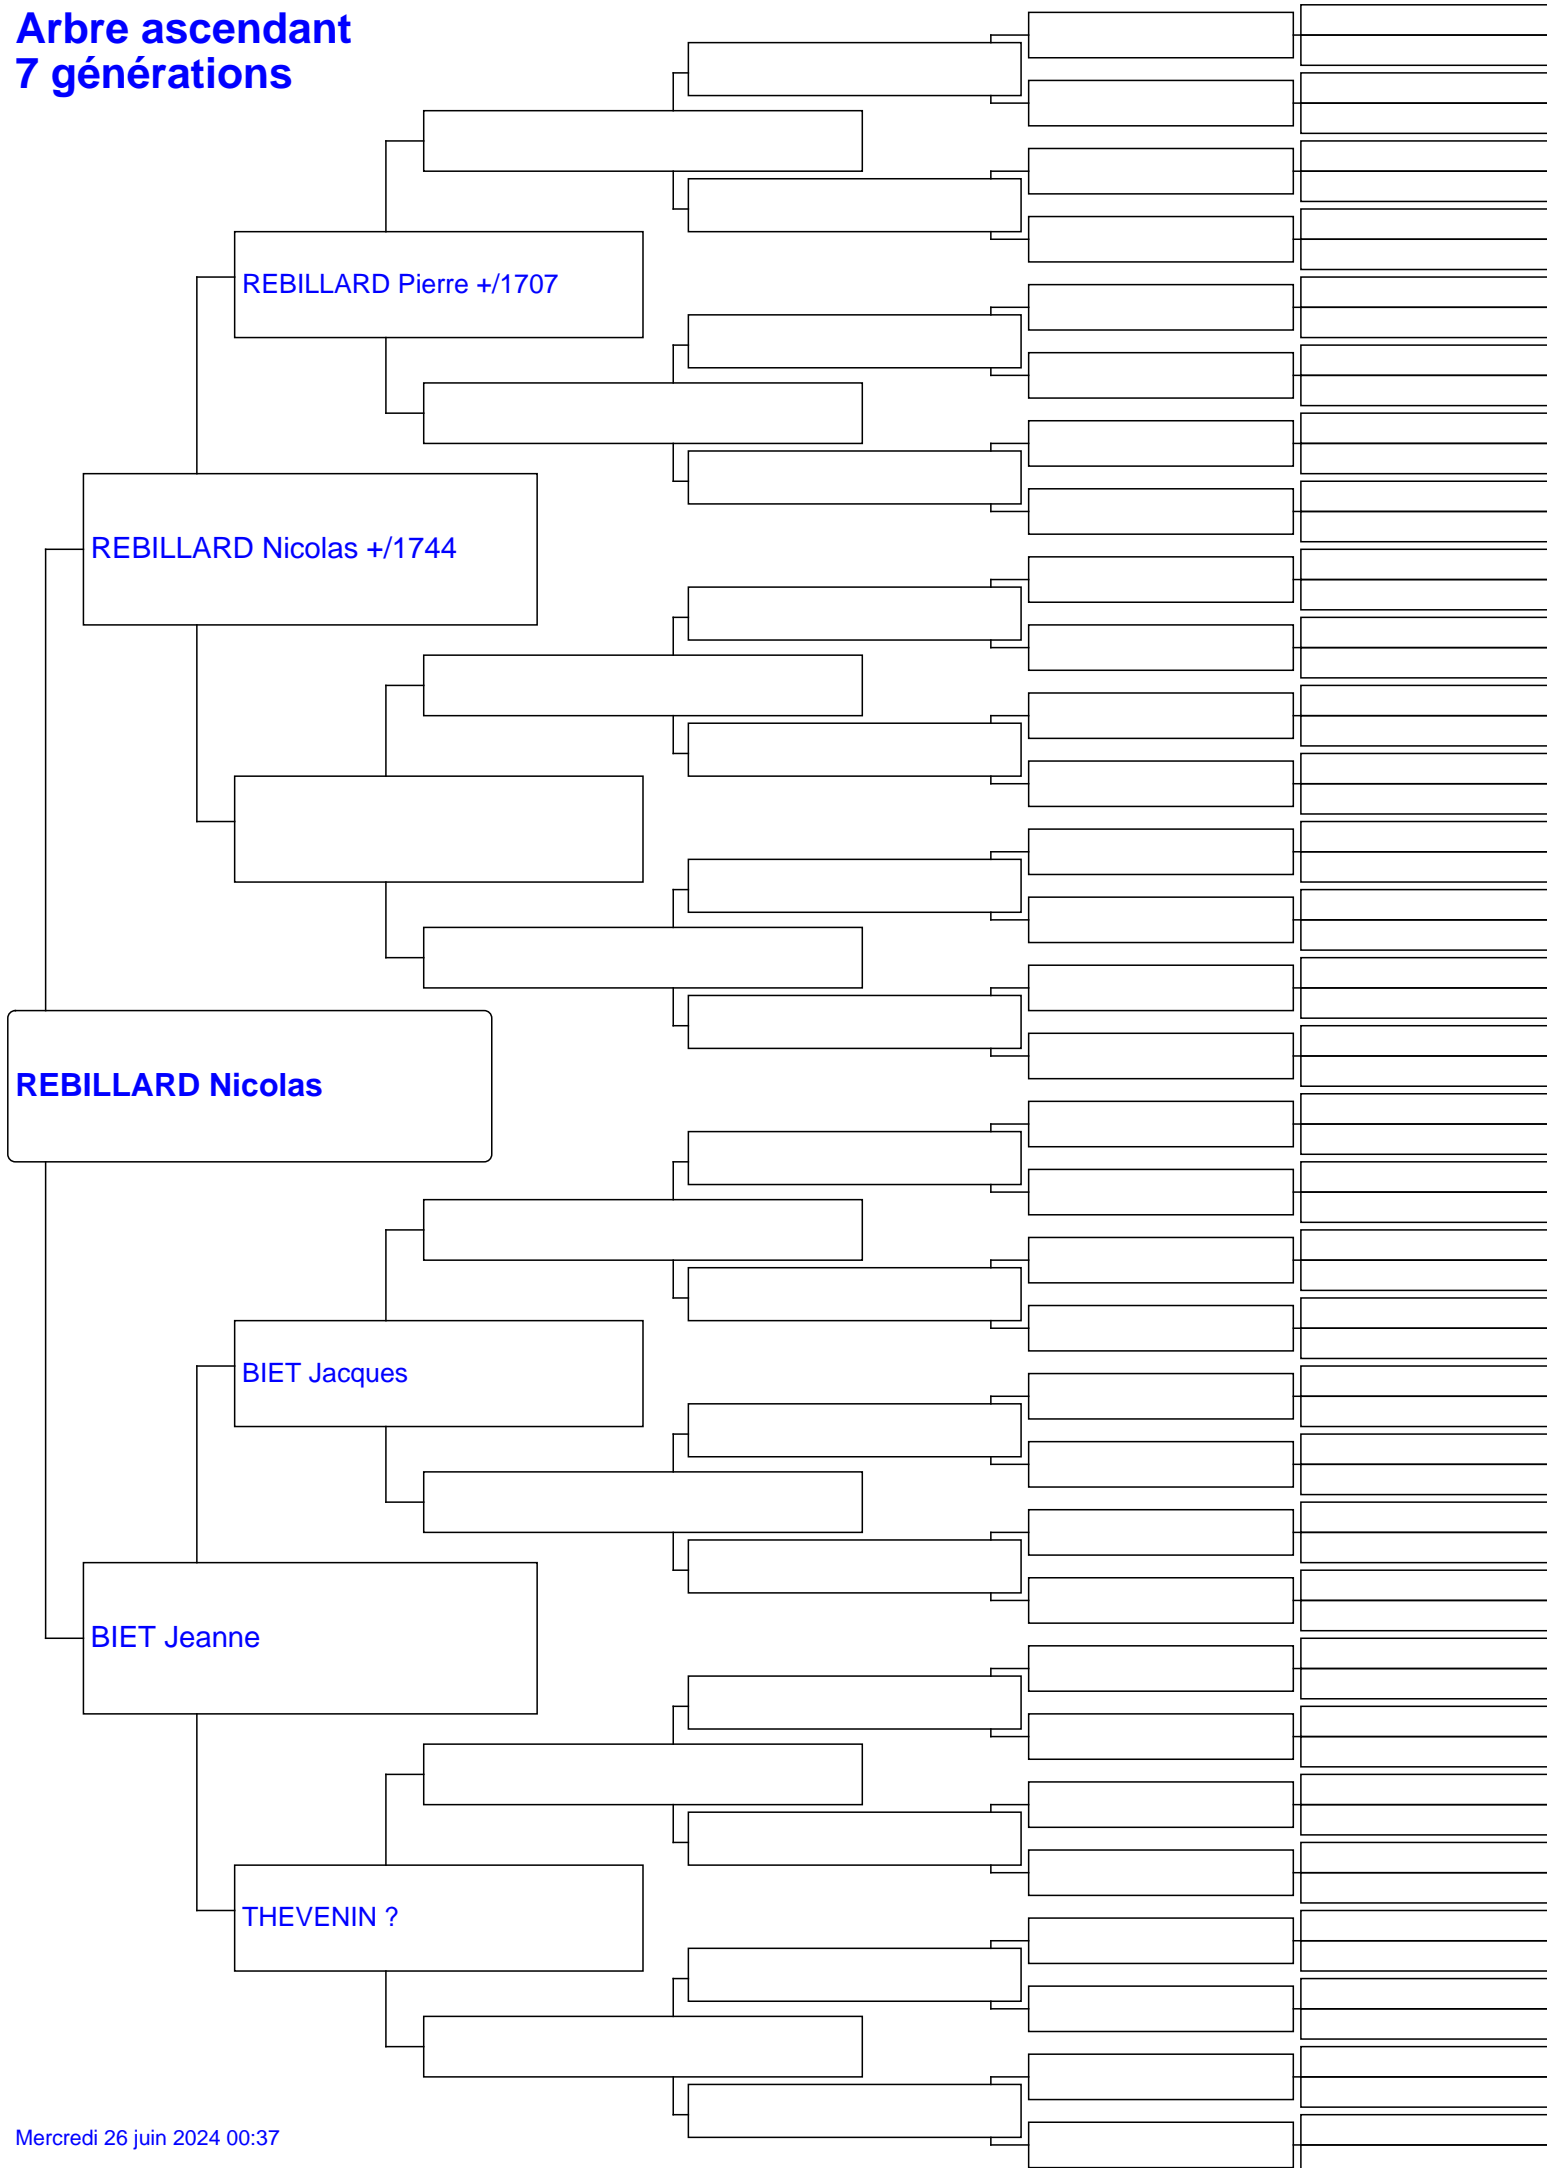 Arbre ascendant
7 générations
REBILLARD Pierre +/1707
REBILLARD Nicolas +/1744
REBILLARD Nicolas
BIET Jacques
BIET Jeanne
THEVENIN ?
Mercredi 26 juin 2024 00:37